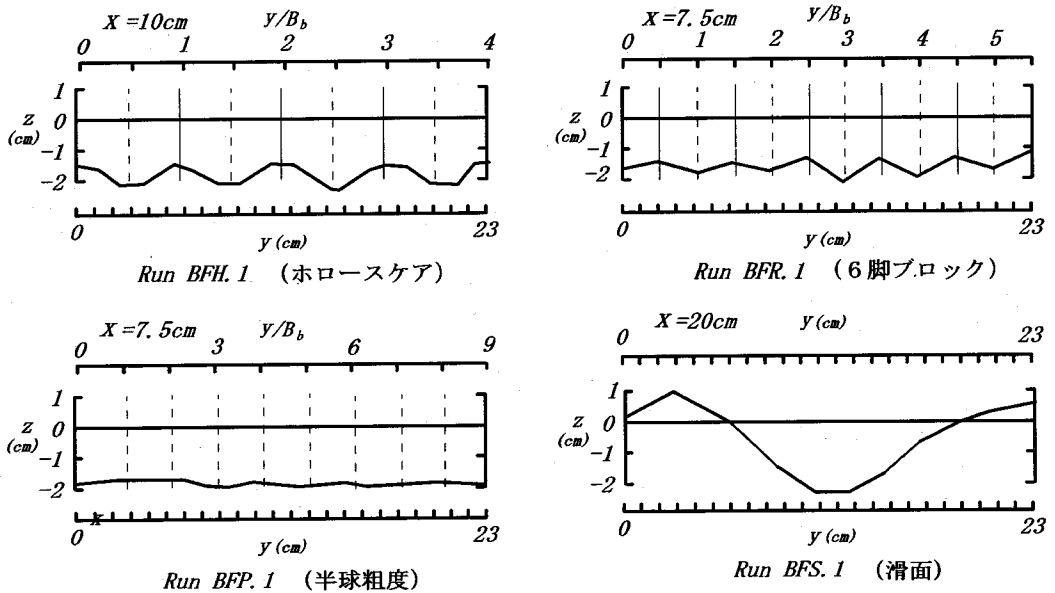 X=10cm y/B_b
0 1 2 3 4
1
z 0
(cm)
-1
-2
0 23
y(cm)
Run BFH.1 (ホロースケア)
X=7.5cm y/B_b
0 1 2 3 4 5
1
z 0
(cm)
-1
-2
0 23
y(cm)
Run BFR.1 (6脚ブロック)
X=7.5cm y/B_b
0 3 6 9
1
z 0
(cm)
-1
-2
0 23
y(cm)
Run BFP.1 (半球粗度)
X=20cm y(cm)
0 23
1
z 0
(cm)
-1
-2
0 23
y(cm)
Run BFS.1 (滑面)